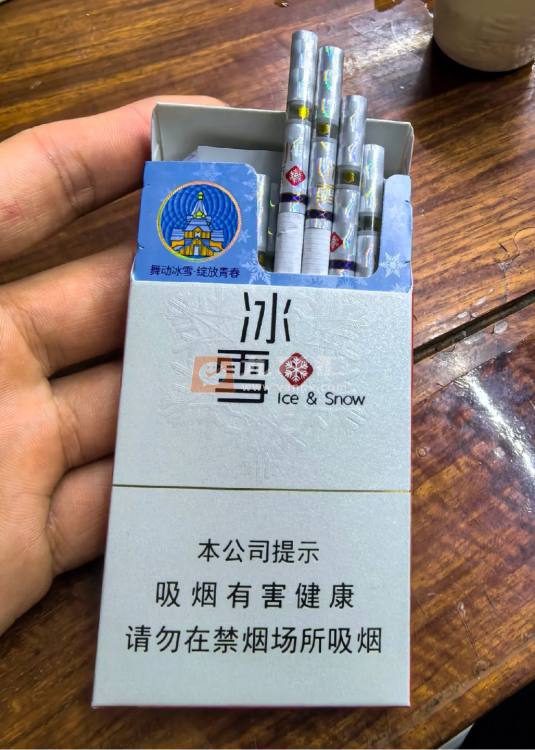 舞动冰雪·绽放青春
冰
雪
Ice & Snow
本公司提示
吸烟有害健康
请勿在禁烟场所吸烟